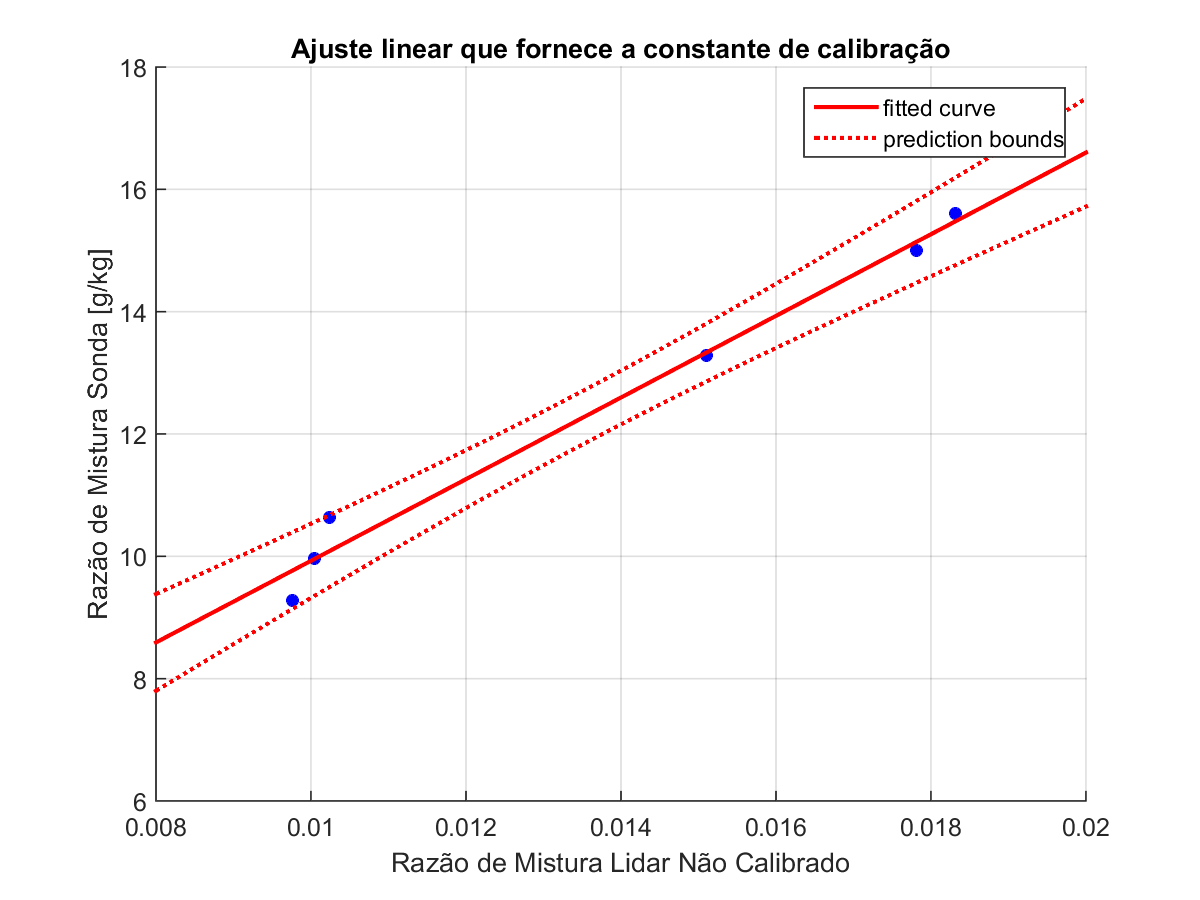 Ajuste linear que fornece a constante de calibração
fitted curve
prediction bounds
Razão de Mistura Sonda [g/kg]
18
16
14
12
10
8
6
0.008 0.01 0.012 0.014 0.016 0.018 0.02
Razão de Mistura Lidar Não Calibrado